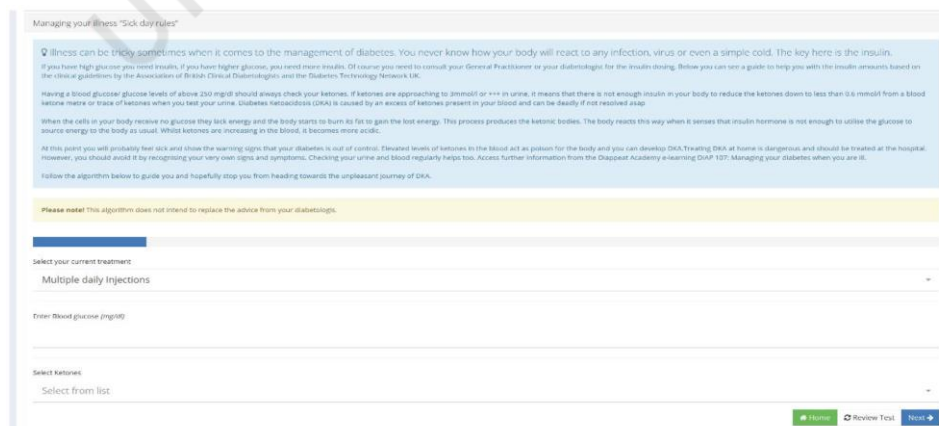 Managing your illness "Sick day rules"
Illness can be tricky sometimes when it comes to the management of diabetes. You never know how your body will react to any infection, virus or even a simple cold. The key here is the insulin.
If you have high glucose you need insulin, if you have higher glucose, you need more insulin. Of course you need to consult your General Practitioner or your diabetologist for the insulin dosing. Below you can see a guide to help you with the insulin amounts based on
the clinical guidelines by the Association of British Clinical Diabetologists and the Diabetes Technology Network UK.
Having a blood glucose/ glucose levels of above 250 mg/dl should always check your ketones. If ketones are approaching to 3mmol/l or +++ in urine, it means that there is not enough insulin in your body to reduce the ketones down to less than 0.6 mmol/l from a blood
ketone metre or trace of ketones when you test your urine. Diabetes Ketoacidosis (DKA) is caused by an excess of ketones present in your blood and can be deadly if not resolved asap
When the cells in your body receive no glucose they lack energy and the body starts to burn its fat to gain the lost energy. This process produces the ketonic bodies. The body reacts this way when it senses that insulin hormone is not enough to utilise the glucose to
source energy to the body as usual. Whilst ketones are increasing in the blood, it becomes more acidic.
At this point you will probably feel sick and show the warning signs that your diabetes is out of control. Elevated levels of ketones in the blood act as poison for the body and you can develop DKA.Treating DKA at home is dangerous and should be treated at the hospital.
However, you should avoid it by recognising your very own signs and symptoms. Checking your urine and blood regularly helps too. Access further information from the Diappeat Academy e-learning DIAP 107: Managing your diabetes when you are ill.
Follow the algorithm below to guide you and hopefully stop you from heading towards the unpleasant journey of DKA.
Please note! This algorithm does not intend to replace the advice from your diabetologis.
Select your current treatment
Multiple daily Injections
Enter Blood glucose (mg/dl)
Select Ketones
Select from list
Home Review Test Next